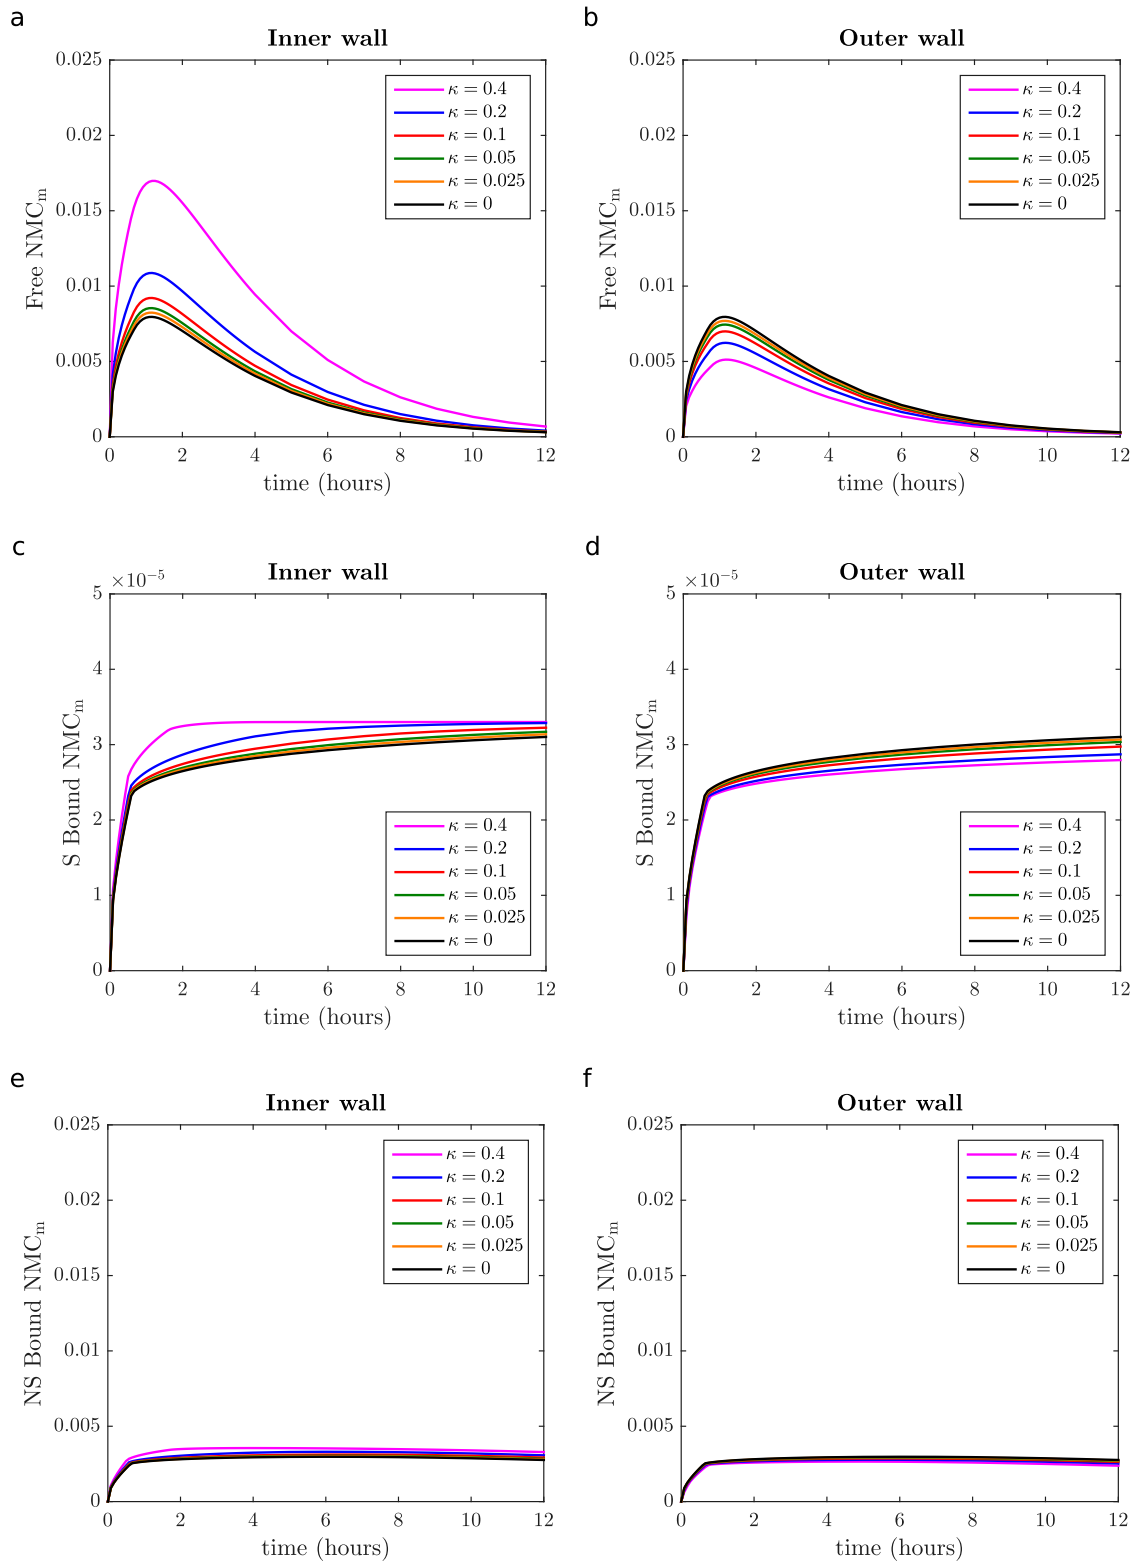 a
Inner wall
0.025
0.02
0.015
0.01
0.005
0
Free NMCₘ
κ = 0.4
κ = 0.2
κ = 0.1
κ = 0.05
κ = 0.025
κ = 0
0 2 4 6 8 10 12
time (hours)
b
Outer wall
0.025
0.02
0.015
0.01
0.005
0
Free NMCₘ
κ = 0.4
κ = 0.2
κ = 0.1
κ = 0.05
κ = 0.025
κ = 0
0 2 4 6 8 10 12
time (hours)
c
Inner wall
×10⁻⁵
5
4
3
2
1
0
S Bound NMCₘ
κ = 0.4
κ = 0.2
κ = 0.1
κ = 0.05
κ = 0.025
κ = 0
0 2 4 6 8 10 12
time (hours)
d
Outer wall
×10⁻⁵
5
4
3
2
1
0
S Bound NMCₘ
κ = 0.4
κ = 0.2
κ = 0.1
κ = 0.05
κ = 0.025
κ = 0
0 2 4 6 8 10 12
time (hours)
e
Inner wall
0.025
0.02
0.015
0.01
0.005
0
NS Bound NMCₘ
κ = 0.4
κ = 0.2
κ = 0.1
κ = 0.05
κ = 0.025
κ = 0
0 2 4 6 8 10 12
time (hours)
f
Outer wall
0.025
0.02
0.015
0.01
0.005
0
NS Bound NMCₘ
κ = 0.4
κ = 0.2
κ = 0.1
κ = 0.05
κ = 0.025
κ = 0
0 2 4 6 8 10 12
time (hours)